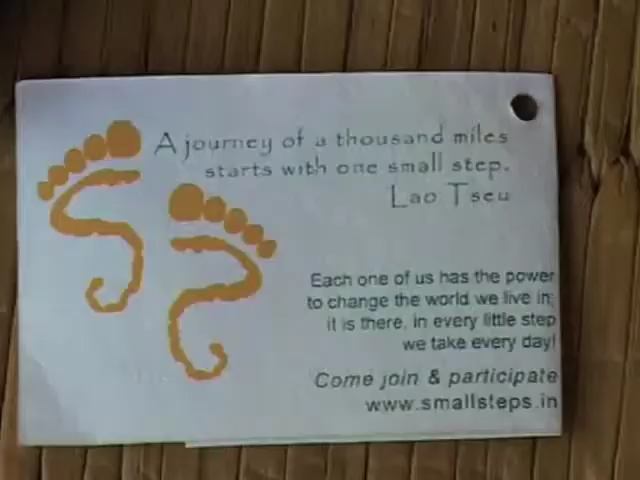 A journey of a thousand miles
starts with one small step.
Lao Tseu
Each one of us has the power
to change the world we live in;
it is there, in every little step
we take every day!
Come join & participate
www.smallsteps.in